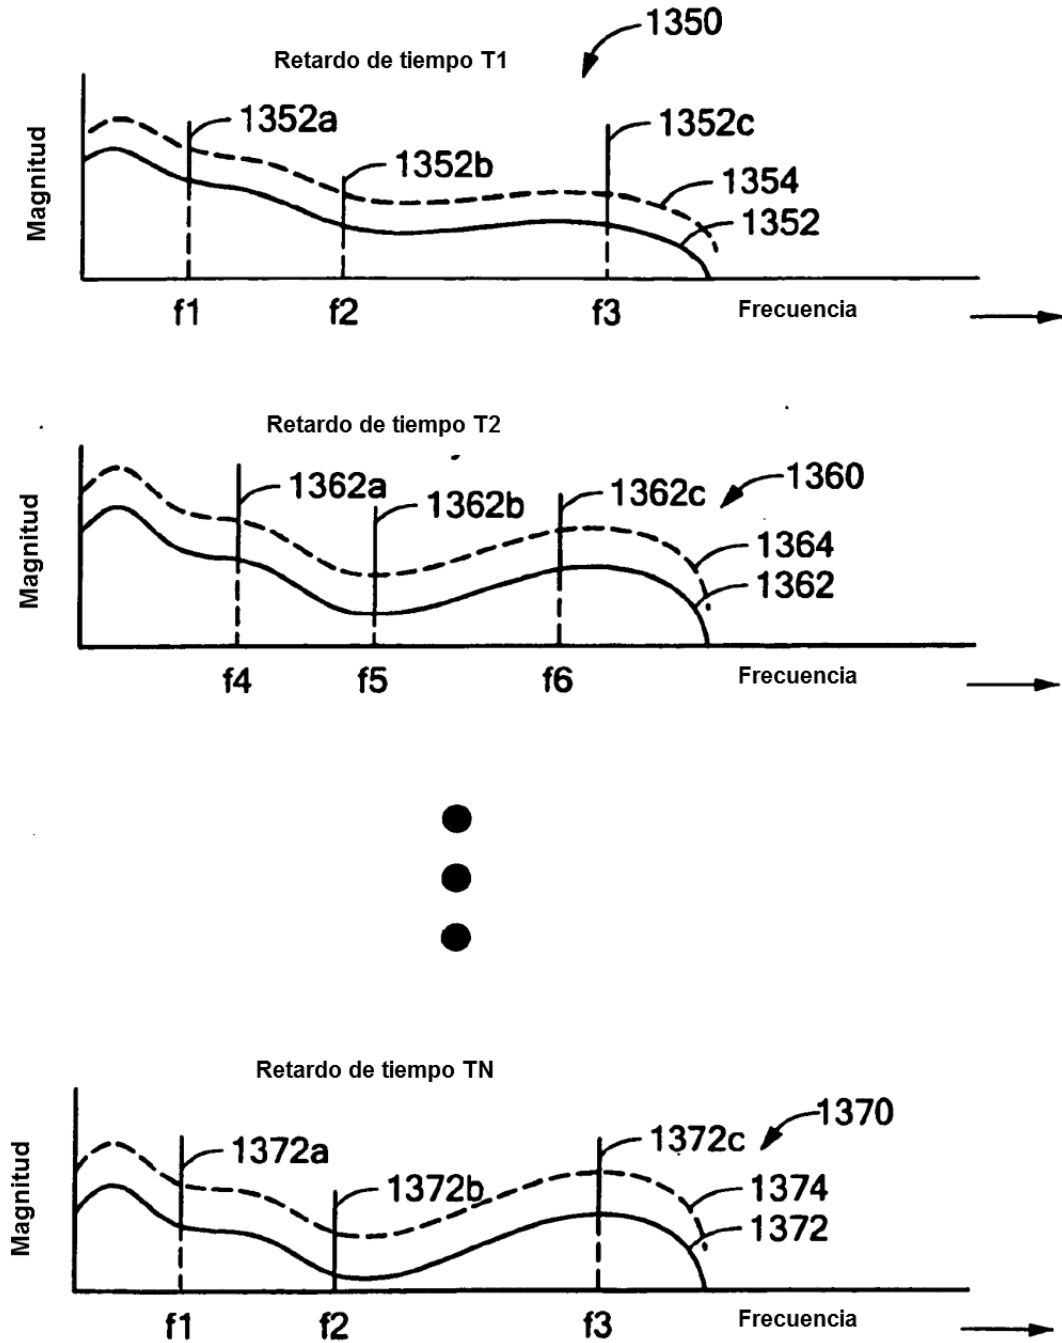 1350
Retardo de tiempo T1
1352a
1352b
1352c
1354
1352
Magnitud
f1 f2 f3 Frecuencia
Retardo de tiempo T2
1360
1362a
1362b
1362c
1364
1362
Magnitud
f4 f5 f6 Frecuencia
Retardo de tiempo TN
1370
1372a
1372b
1372c
1374
1372
Magnitud
f1 f2 f3 Frecuencia